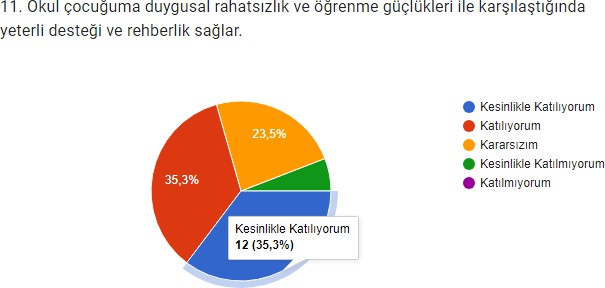 11. Okul çocuğuma duygusal rahatsızlık ve öğrenme güçlükleri ile karşılaştığında
yeterli desteği ve rehberlik sağlar.
23,5%
35,3%
Kesinlikle Katılıyorum
12 (35,3%)
Kesinlikle Katılıyorum
Katılıyorum
Kararsızım
Kesinlikle Katılmıyorum
Katılmıyorum